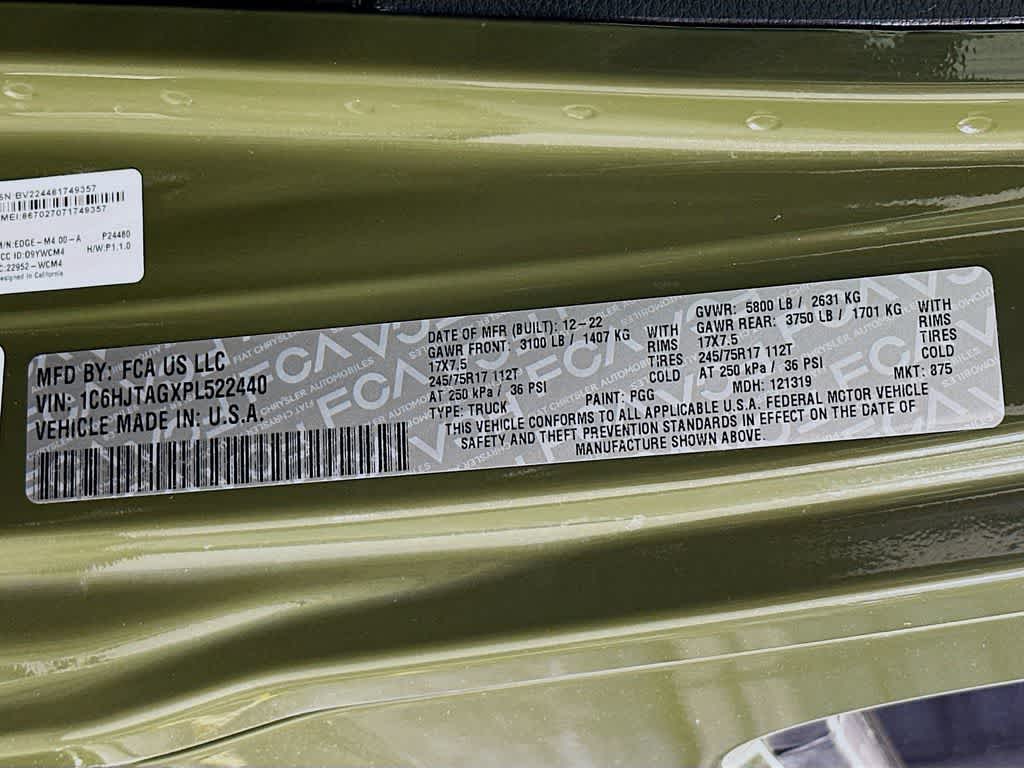 SN BV224461749357
MEI:867027071749357
M/N:EDGE-M4.00-A P24480
CC ID:O9YWCM4 H/W:P1.1.0
C:22952-WCM4
Designed in California
MFD BY: FCA US LLC
VIN: 1C6HJTAGXPL522440
VEHICLE MADE IN: U.S.A.
DATE OF MFR (BUILT): 12-22
GAWR FRONT: 3100 LB / 1407 KG WITH
17X7.5 RIMS
245/75R17 112T TIRES
AT 250 kPa / 36 PSI COLD
TYPE: TRUCK PAINT: PGG
GVWR: 5800 LB / 2631 KG
GAWR REAR: 3750 LB / 1701 KG WITH
17X7.5 RIMS
245/75R17 112T TIRES
AT 250 kPa / 36 PSI COLD
MDH: 121319 MKT: 875
THIS VEHICLE CONFORMS TO ALL APPLICABLE U.S.A. FEDERAL MOTOR VEHICLE
SAFETY AND THEFT PREVENTION STANDARDS IN EFFECT ON THE DATE OF
MANUFACTURE SHOWN ABOVE.